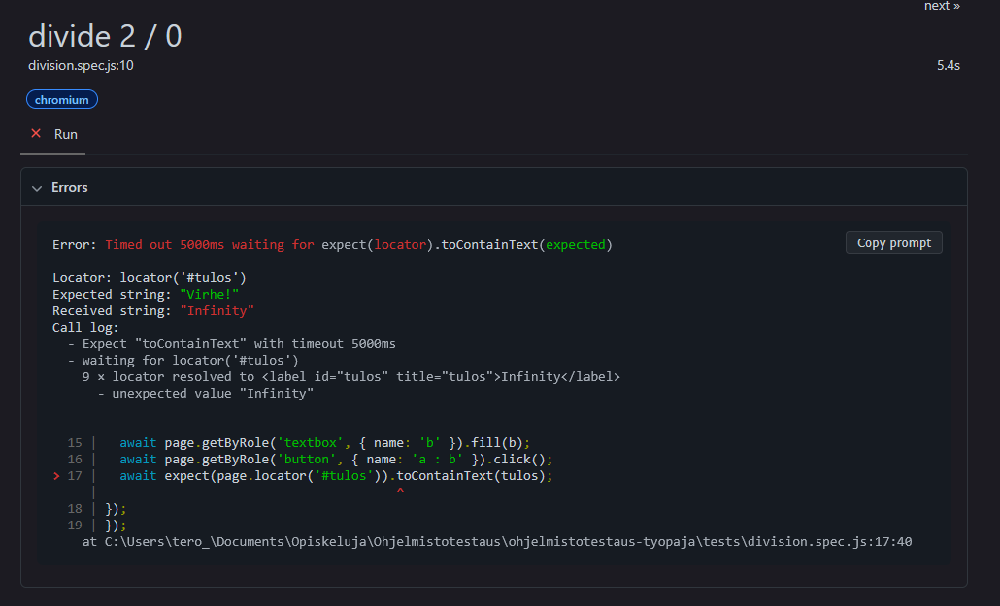 next »
divide 2 / 0
division.spec.js:10
5.4s
chromium
✕ Run
Errors
Copy prompt
Error: Timed out 5000ms waiting for expect(locator).toContainText(expected)
Locator: locator('#tulos')
Expected string: "Virhe!"
Received string: "Infinity"
Call log:
- Expect "toContainText" with timeout 5000ms
- waiting for locator('#tulos')
9 × locator resolved to <label id="tulos" title="tulos">Infinity</label>
- unexpected value "Infinity"
15 | await page.getByRole('textbox', { name: 'b' }).fill(b);
16 | await page.getByRole('button', { name: 'a : b' }).click();
> 17 | await expect(page.locator('#tulos')).toContainText(tulos);
| ^
18 | });
19 | });
at C:\Users\tero_\Documents\Opiskeluja\Ohjelmistotestaus\ohjelmistotestaus-tyopaja\tests\division.spec.js:17:40